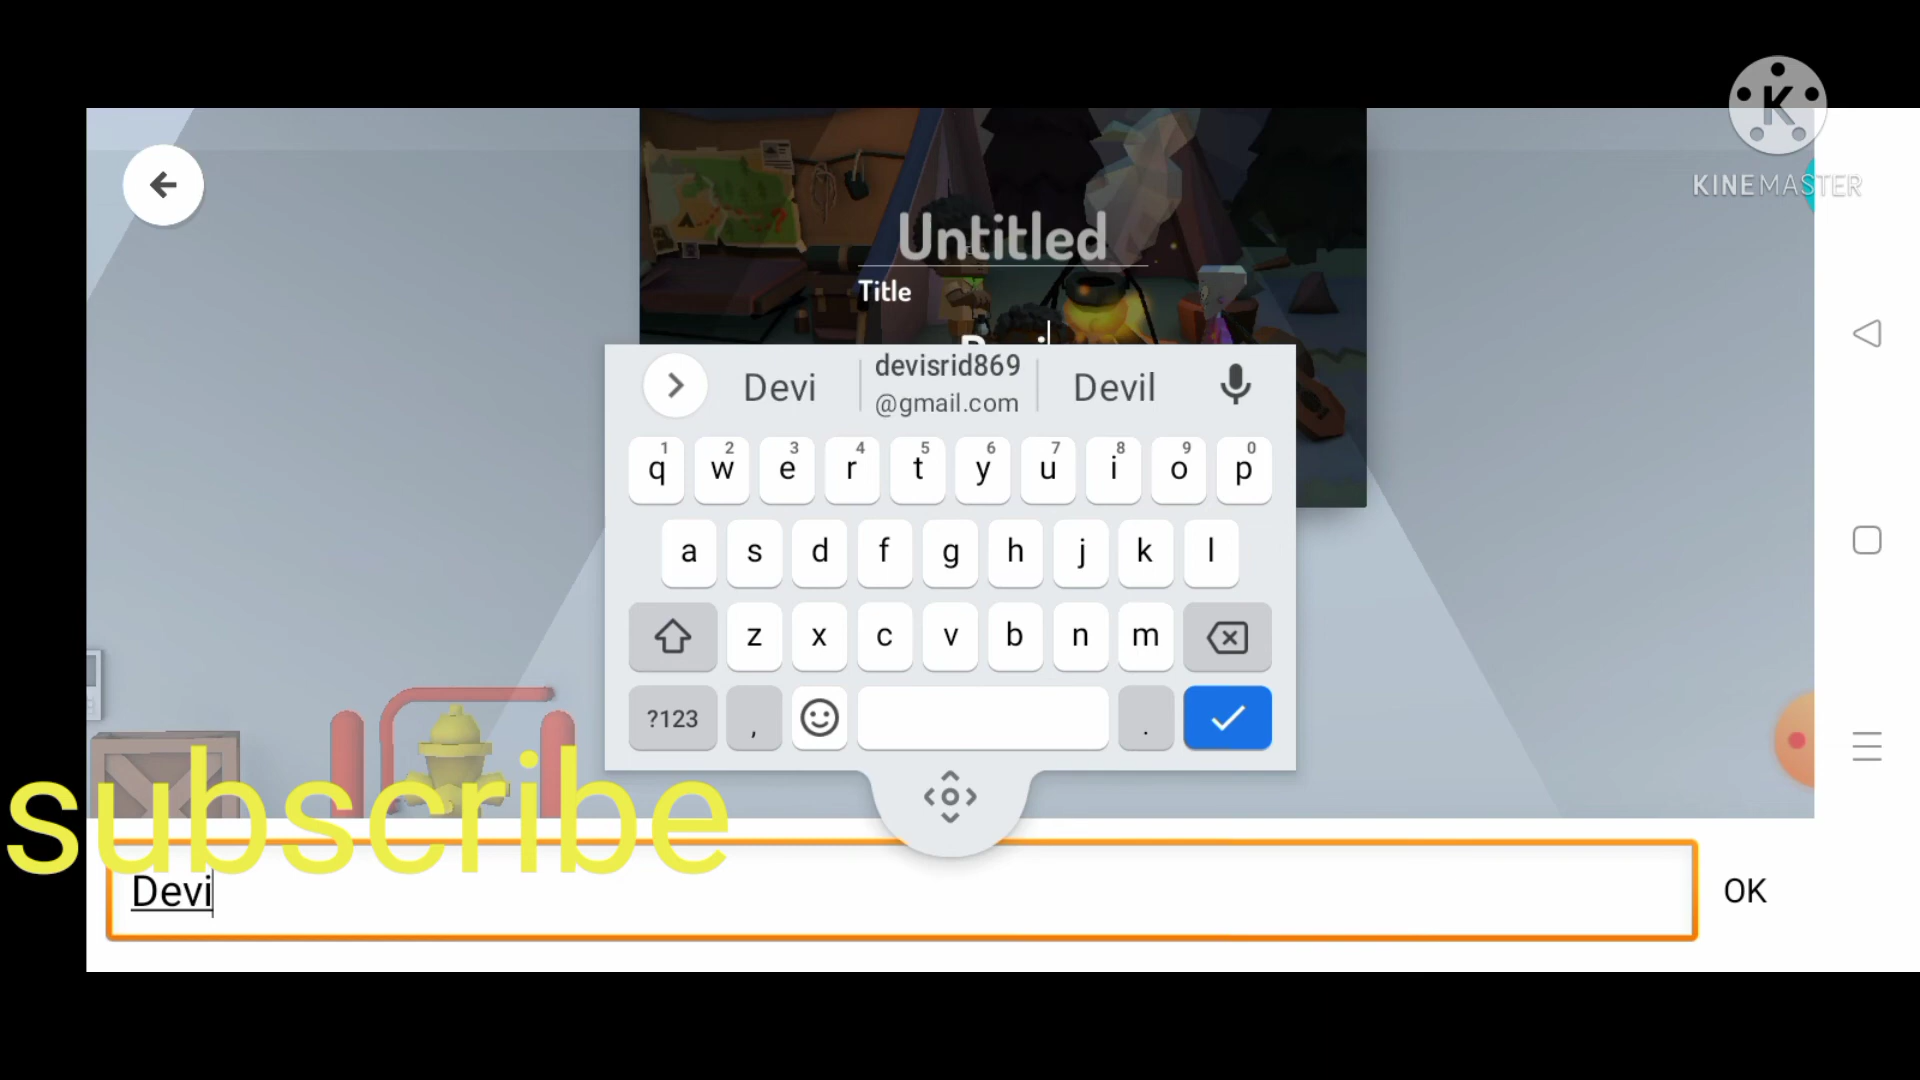 KINEMASTER
Untitled
Title
Devi
Devi
devisrid869
@gmail.com
Devil
1 2 3 4 5 6 7 8 9 0
q w e r t y u i o p
a s d f g h j k l
z x c v b n m
?123 , .
subscribe
Devi
OK